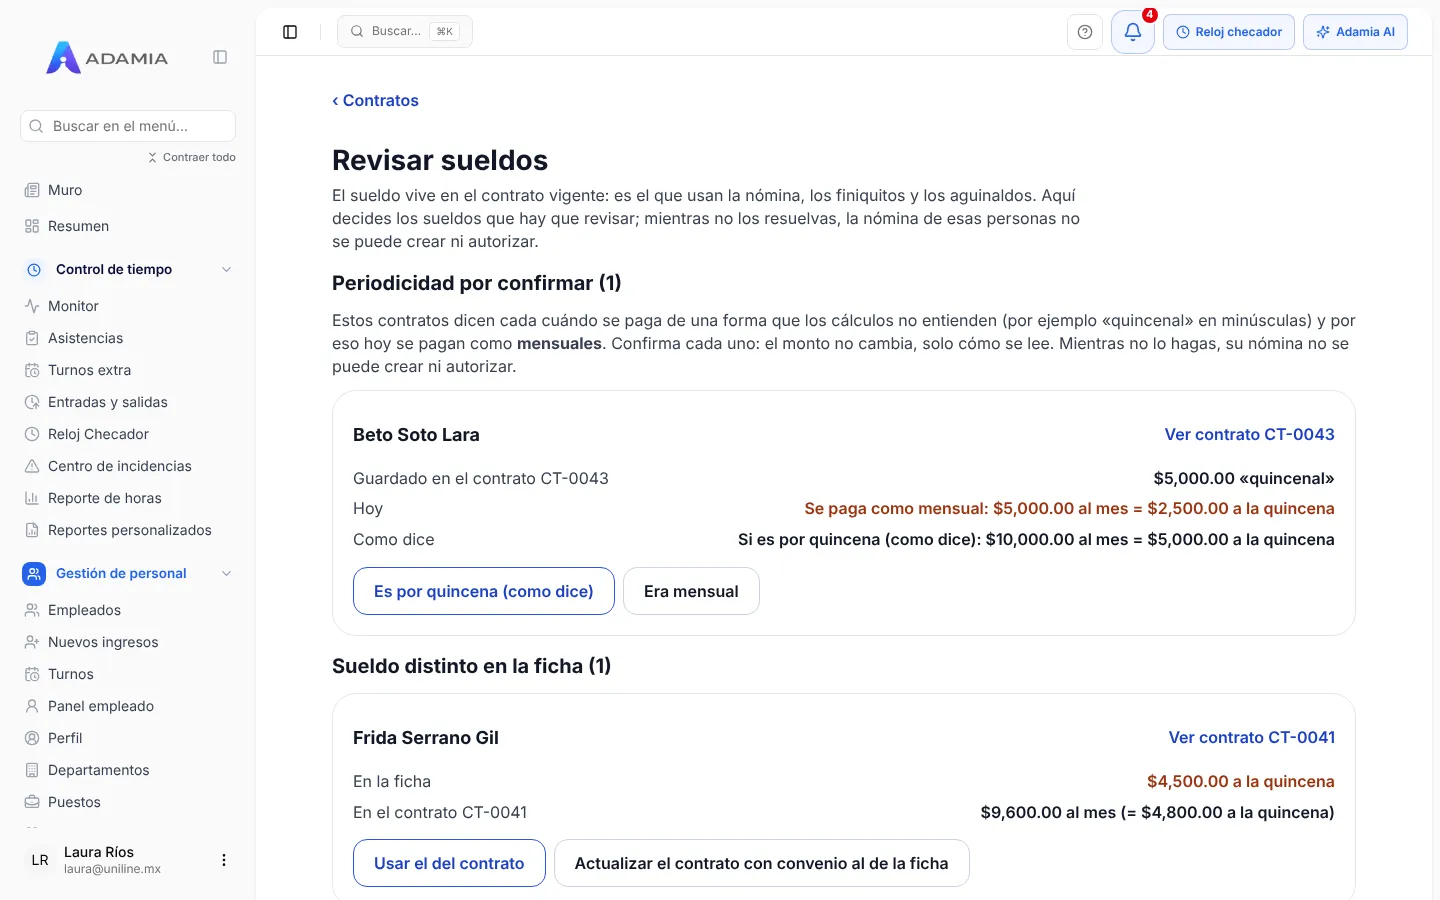 ADAMIA
Buscar en el menú...
Contraer todo
Muro
Resumen
Control de tiempo
Monitor
Asistencias
Turnos extra
Entradas y salidas
Reloj Checador
Centro de incidencias
Reporte de horas
Reportes personalizados
Gestión de personal
Empleados
Nuevos ingresos
Turnos
Panel empleado
Perfil
Departamentos
Puestos
LR
Laura Ríos
laura@uniline.mx
Buscar... ⌘K
4
Reloj checador
Adamia AI
‹ Contratos
Revisar sueldos
El sueldo vive en el contrato vigente: es el que usan la nómina, los finiquitos y los aguinaldos. Aquí
decides los sueldos que hay que revisar; mientras no los resuelvas, la nómina de esas personas no
se puede crear ni autorizar.
Periodicidad por confirmar (1)
Estos contratos dicen cada cuándo se paga de una forma que los cálculos no entienden (por ejemplo «quincenal» en minúsculas) y por
eso hoy se pagan como mensuales. Confirma cada uno: el monto no cambia, solo cómo se lee. Mientras no lo hagas, su nómina no se
puede crear ni autorizar.
Beto Soto Lara
Ver contrato CT-0043
Guardado en el contrato CT-0043
$5,000.00 «quincenal»
Hoy
Se paga como mensual: $5,000.00 al mes = $2,500.00 a la quincena
Como dice
Si es por quincena (como dice): $10,000.00 al mes = $5,000.00 a la quincena
Es por quincena (como dice)
Era mensual
Sueldo distinto en la ficha (1)
Frida Serrano Gil
Ver contrato CT-0041
En la ficha
$4,500.00 a la quincena
En el contrato CT-0041
$9,600.00 al mes (= $4,800.00 a la quincena)
Usar el del contrato
Actualizar el contrato con convenio al de la ficha